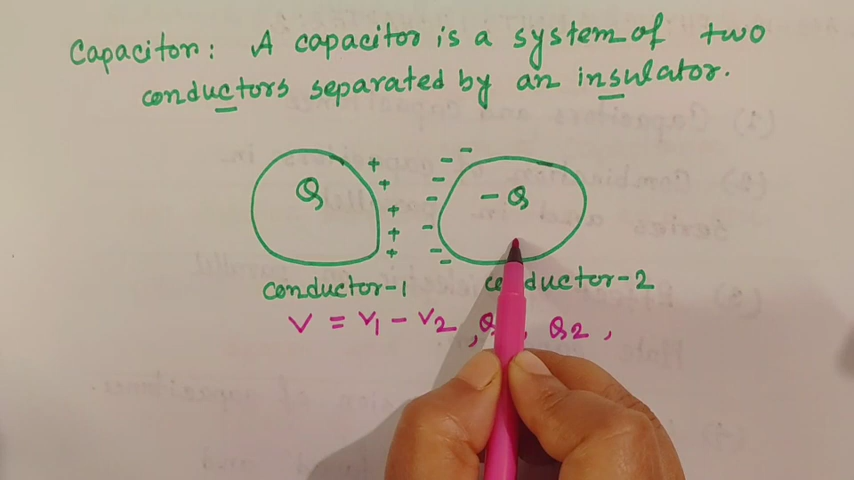 Capacitor: A capacitor is a system of two
conductors separated by an insulator.
+ - -
+ -
Q - Q
+ -
+ -
+ - -
conductor-1 conductor-2
V = V1 - V2 , Q , Q2 ,